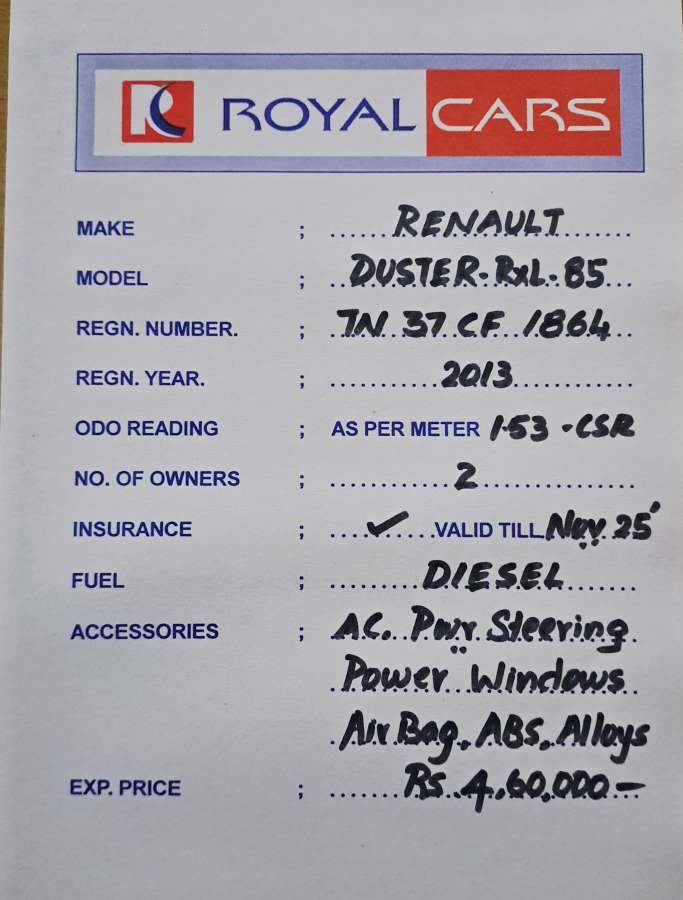 R ROYAL CARS
MAKE ; RENAULT
MODEL ; DUSTER-RXL-85
REGN. NUMBER. ; TN 37 CF 1864
REGN. YEAR. ; 2013
ODO READING ; AS PER METER 1.53 - CSR
NO. OF OWNERS ; 2
INSURANCE ; ✓ VALID TILL Nov 25'
FUEL ; DIESEL
ACCESSORIES ; AC. Pwr Steering
Power Windows
Air Bag, ABS, Alloys
EXP. PRICE ; Rs 4,60,000 -